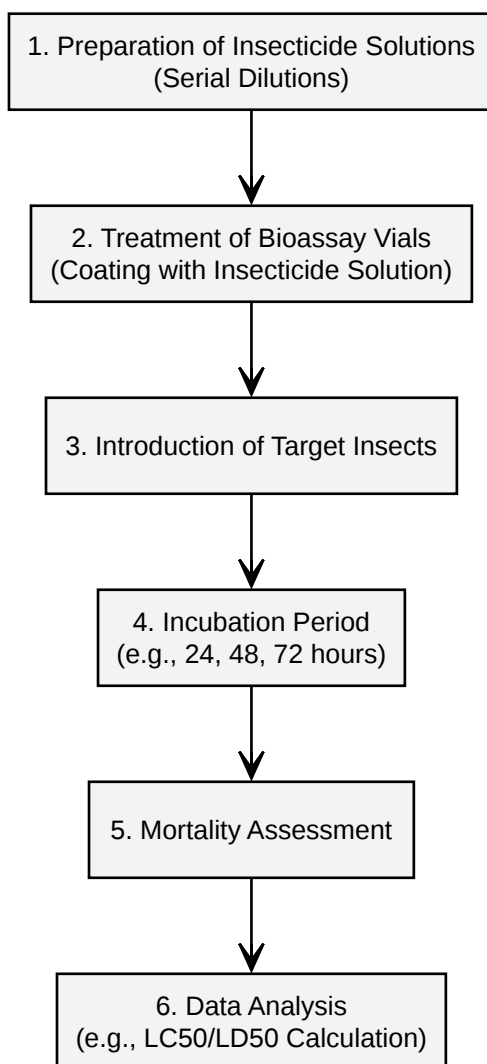 1. Preparation of Insecticide Solutions
(Serial Dilutions)
2. Treatment of Bioassay Vials
(Coating with Insecticide Solution)
3. Introduction of Target Insects
4. Incubation Period
(e.g., 24, 48, 72 hours)
5. Mortality Assessment
6. Data Analysis
(e.g., LC50/LD50 Calculation)